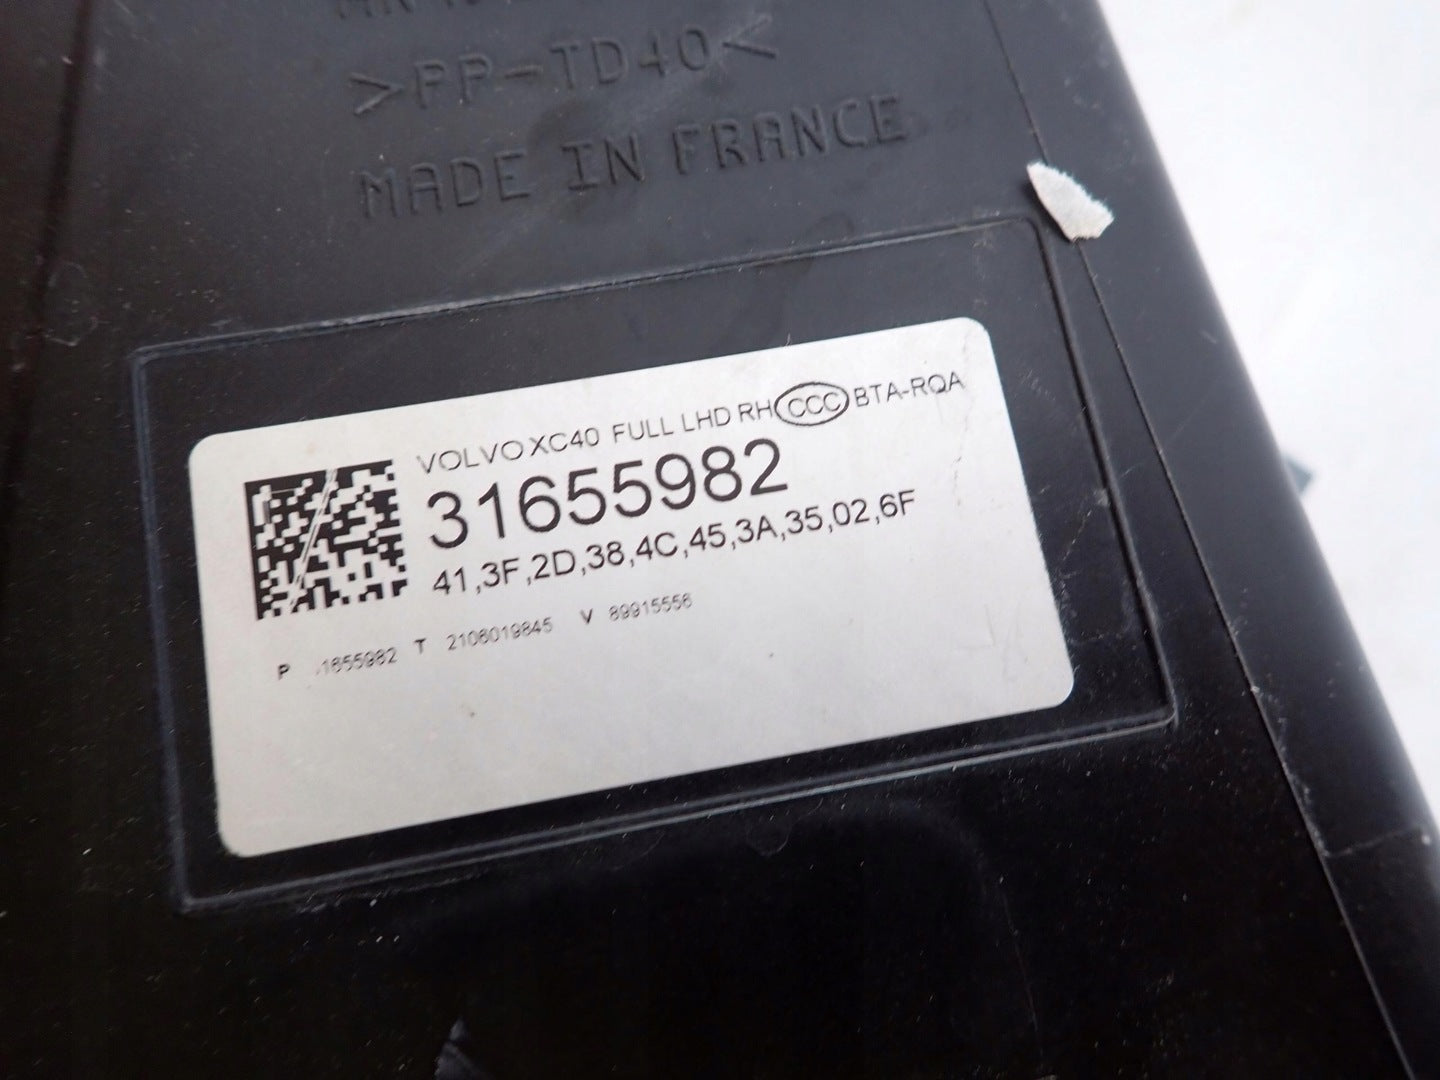 >PP-TD40<
MADE IN FRANCE
VOLVO XC40 FULL LHD RH CCC BTA-RQA
31655982
41,3F,2D,38,4C,45,3A,35,02,6F
P 1655982 T 2106019845 V 89915556